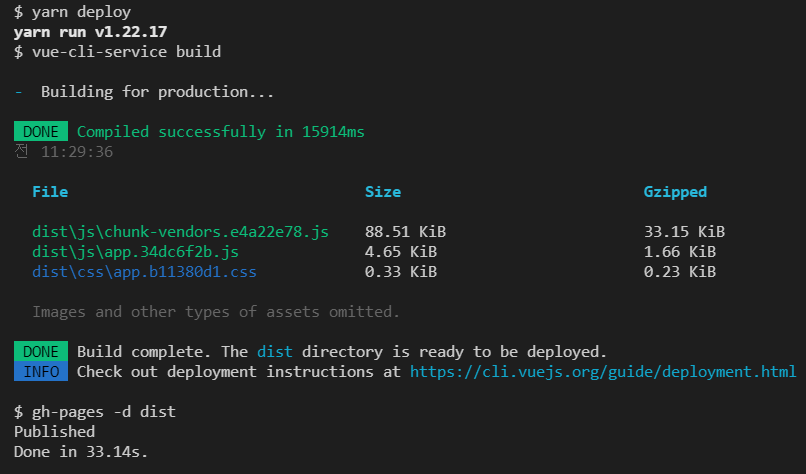 $ yarn deploy
yarn run v1.22.17
$ vue-cli-service build
- Building for production...
DONE Compiled successfully in 15914ms
전 11:29:36
File Size Gzipped
dist\js\chunk-vendors.e4a22e78.js 88.51 KiB 33.15 KiB
dist\js\app.34dc6f2b.js 4.65 KiB 1.66 KiB
dist\css\app.b11380d1.css 0.33 KiB 0.23 KiB
Images and other types of assets omitted.
DONE Build complete. The dist directory is ready to be deployed.
INFO Check out deployment instructions at https://cli.vuejs.org/guide/deployment.html
$ gh-pages -d dist
Published
Done in 33.14s.